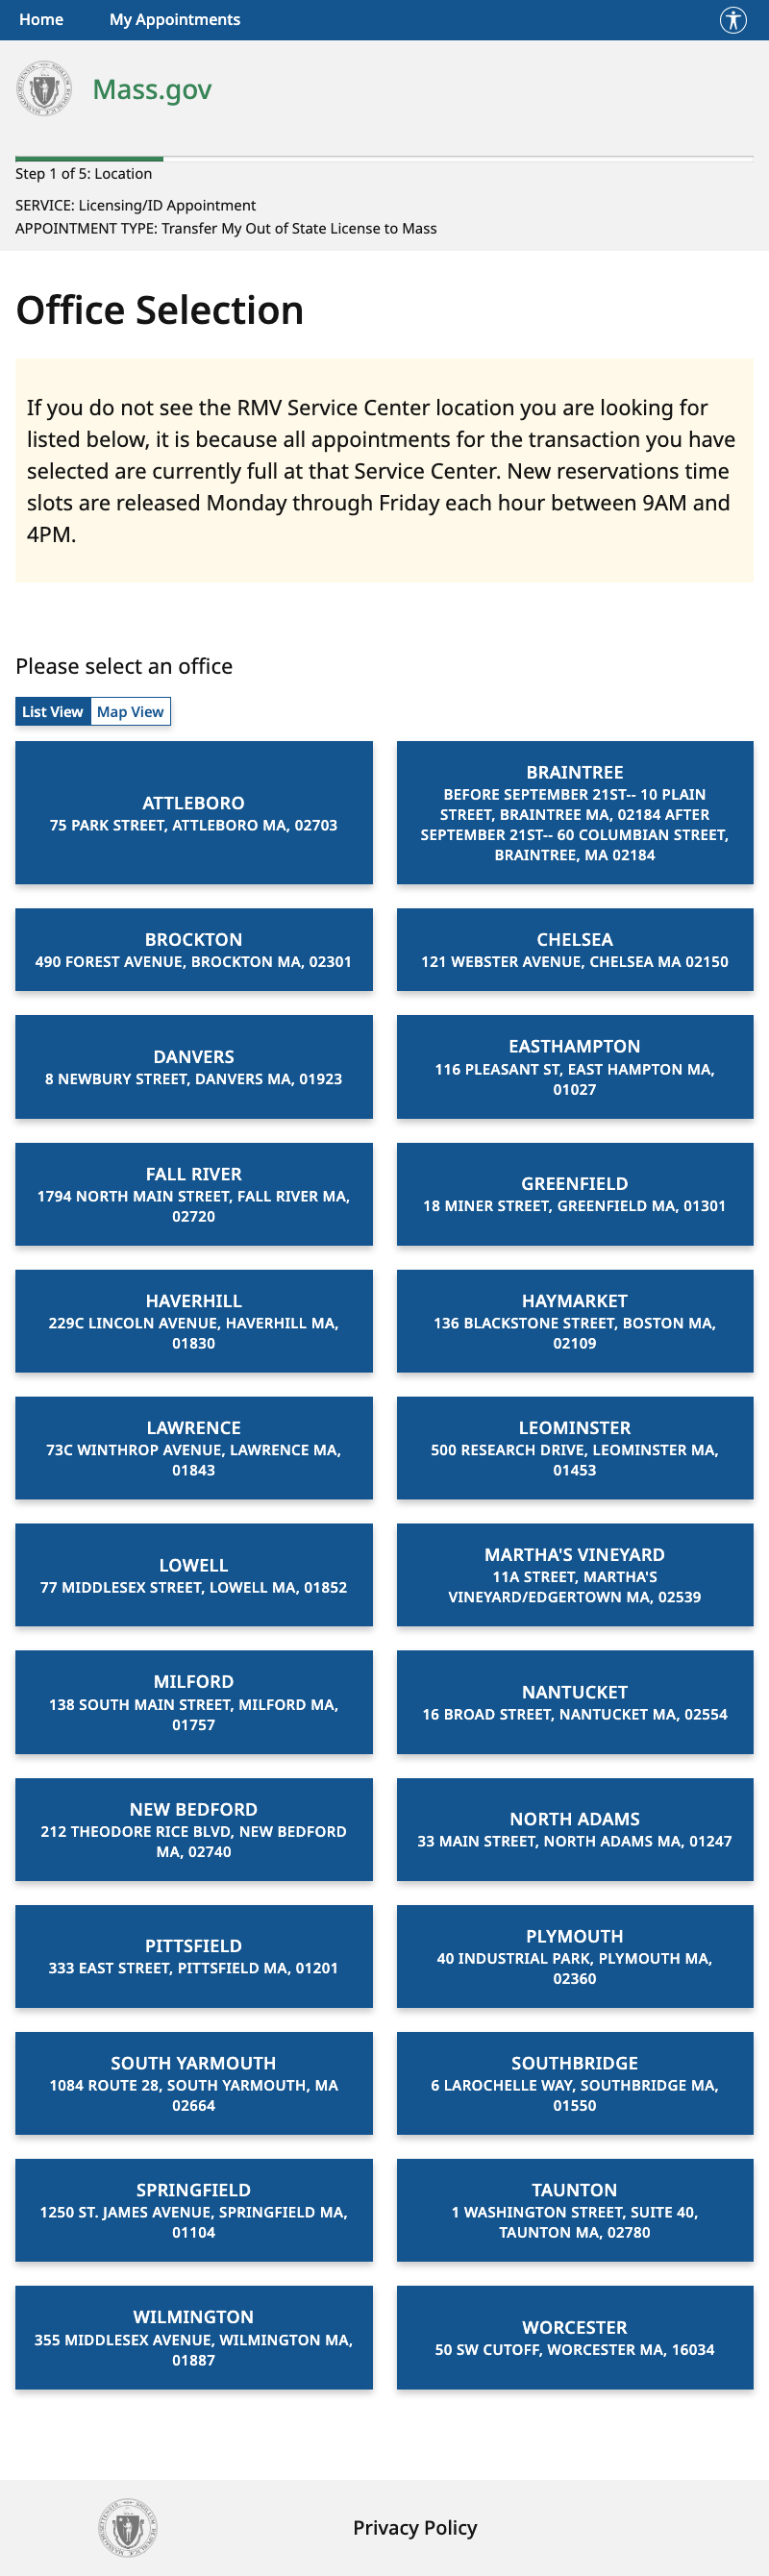 Home My Appointments
Mass.gov
Step 1 of 5: Location
SERVICE: Licensing/ID Appointment
APPOINTMENT TYPE: Transfer My Out of State License to Mass
Office Selection
If you do not see the RMV Service Center location you are looking for
listed below, it is because all appointments for the transaction you have
selected are currently full at that Service Center. New reservations time
slots are released Monday through Friday each hour between 9AM and
4PM.
Please select an office
List View Map View
ATTLEBORO
75 PARK STREET, ATTLEBORO MA, 02703
BRAINTREE
BEFORE SEPTEMBER 21ST-- 10 PLAIN
STREET, BRAINTREE MA, 02184 AFTER
SEPTEMBER 21ST-- 60 COLUMBIAN STREET,
BRAINTREE, MA 02184
BROCKTON
490 FOREST AVENUE, BROCKTON MA, 02301
CHELSEA
121 WEBSTER AVENUE, CHELSEA MA 02150
DANVERS
8 NEWBURY STREET, DANVERS MA, 01923
EASTHAMPTON
116 PLEASANT ST, EAST HAMPTON MA,
01027
FALL RIVER
1794 NORTH MAIN STREET, FALL RIVER MA,
02720
GREENFIELD
18 MINER STREET, GREENFIELD MA, 01301
HAVERHILL
229C LINCOLN AVENUE, HAVERHILL MA,
01830
HAYMARKET
136 BLACKSTONE STREET, BOSTON MA,
02109
LAWRENCE
73C WINTHROP AVENUE, LAWRENCE MA,
01843
LEOMINSTER
500 RESEARCH DRIVE, LEOMINSTER MA,
01453
LOWELL
77 MIDDLESEX STREET, LOWELL MA, 01852
MARTHA'S VINEYARD
11A STREET, MARTHA'S
VINEYARD/EDGERTOWN MA, 02539
MILFORD
138 SOUTH MAIN STREET, MILFORD MA,
01757
NANTUCKET
16 BROAD STREET, NANTUCKET MA, 02554
NEW BEDFORD
212 THEODORE RICE BLVD, NEW BEDFORD
MA, 02740
NORTH ADAMS
33 MAIN STREET, NORTH ADAMS MA, 01247
PITTSFIELD
333 EAST STREET, PITTSFIELD MA, 01201
PLYMOUTH
40 INDUSTRIAL PARK, PLYMOUTH MA,
02360
SOUTH YARMOUTH
1084 ROUTE 28, SOUTH YARMOUTH, MA
02664
SOUTHBRIDGE
6 LAROCHELLE WAY, SOUTHBRIDGE MA,
01550
SPRINGFIELD
1250 ST. JAMES AVENUE, SPRINGFIELD MA,
01104
TAUNTON
1 WASHINGTON STREET, SUITE 40,
TAUNTON MA, 02780
WILMINGTON
355 MIDDLESEX AVENUE, WILMINGTON MA,
01887
WORCESTER
50 SW CUTOFF, WORCESTER MA, 16034
Privacy Policy